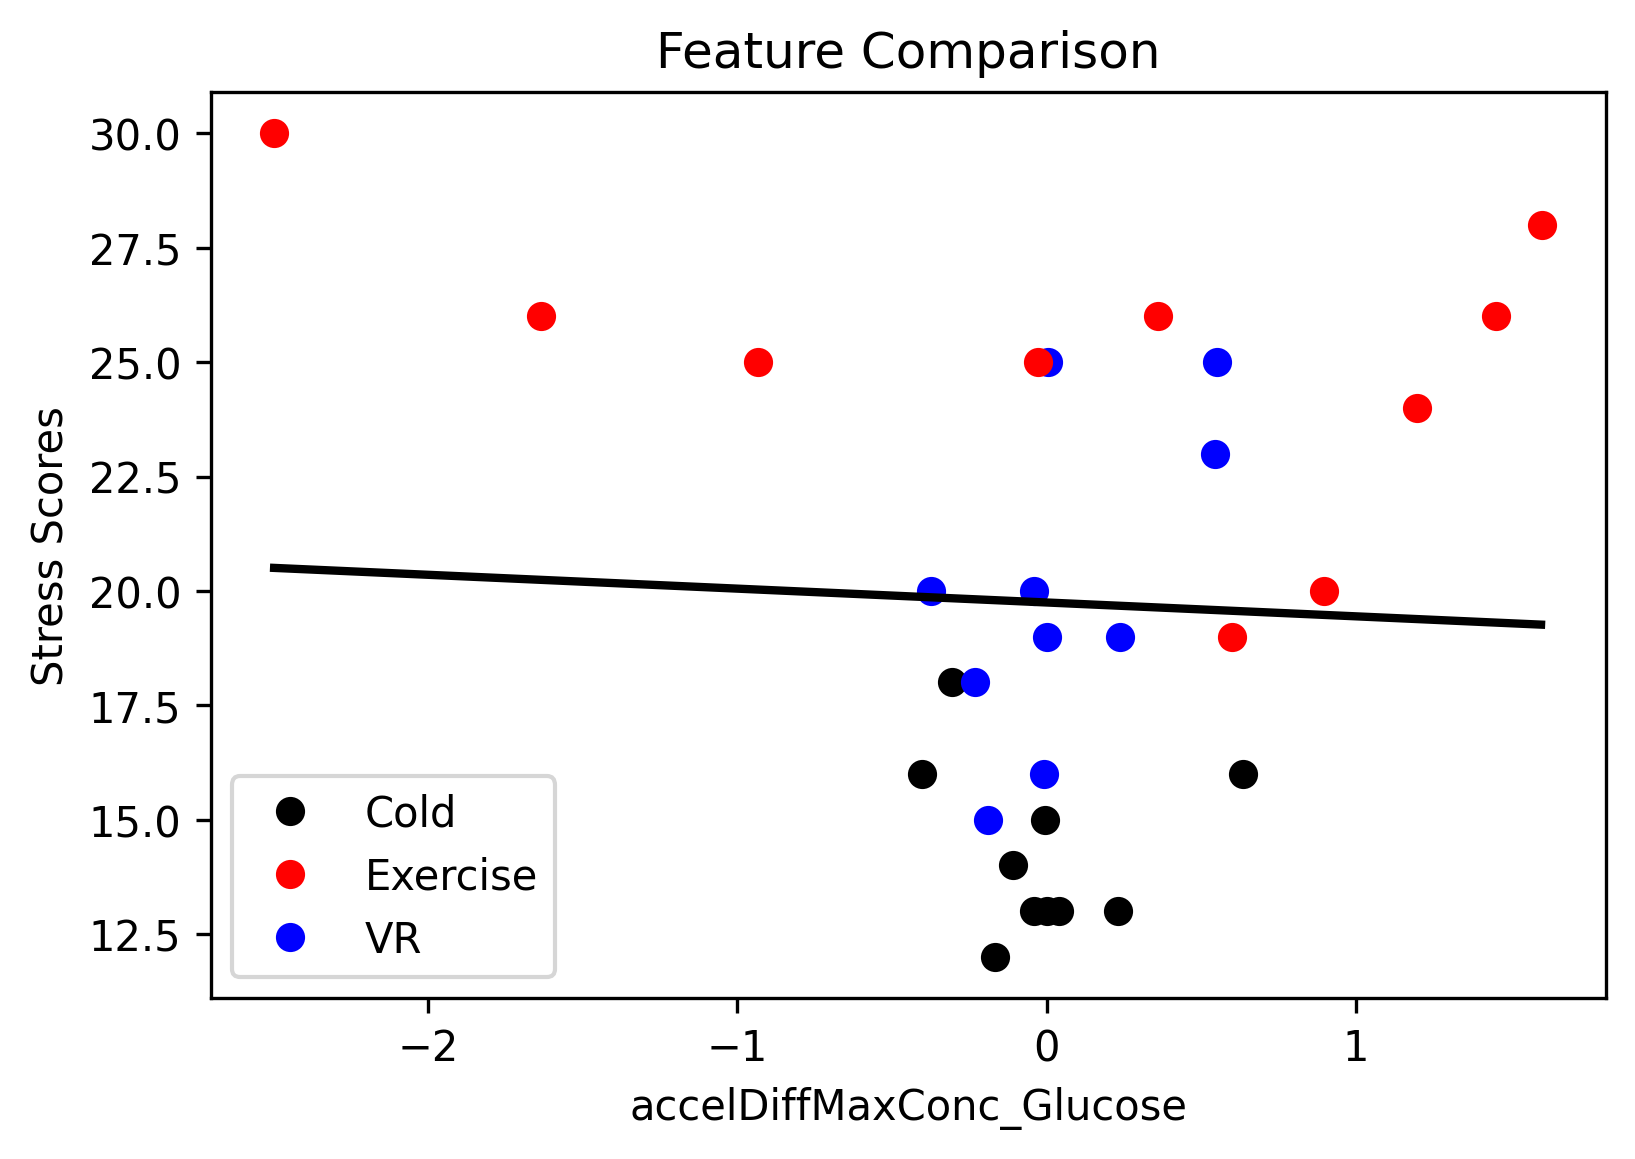 Feature Comparison
30.0
27.5
25.0
22.5
20.0
17.5
15.0
12.5
Stress Scores
Cold
Exercise
VR
−2
−1
0
1
accelDiffMaxConc_Glucose